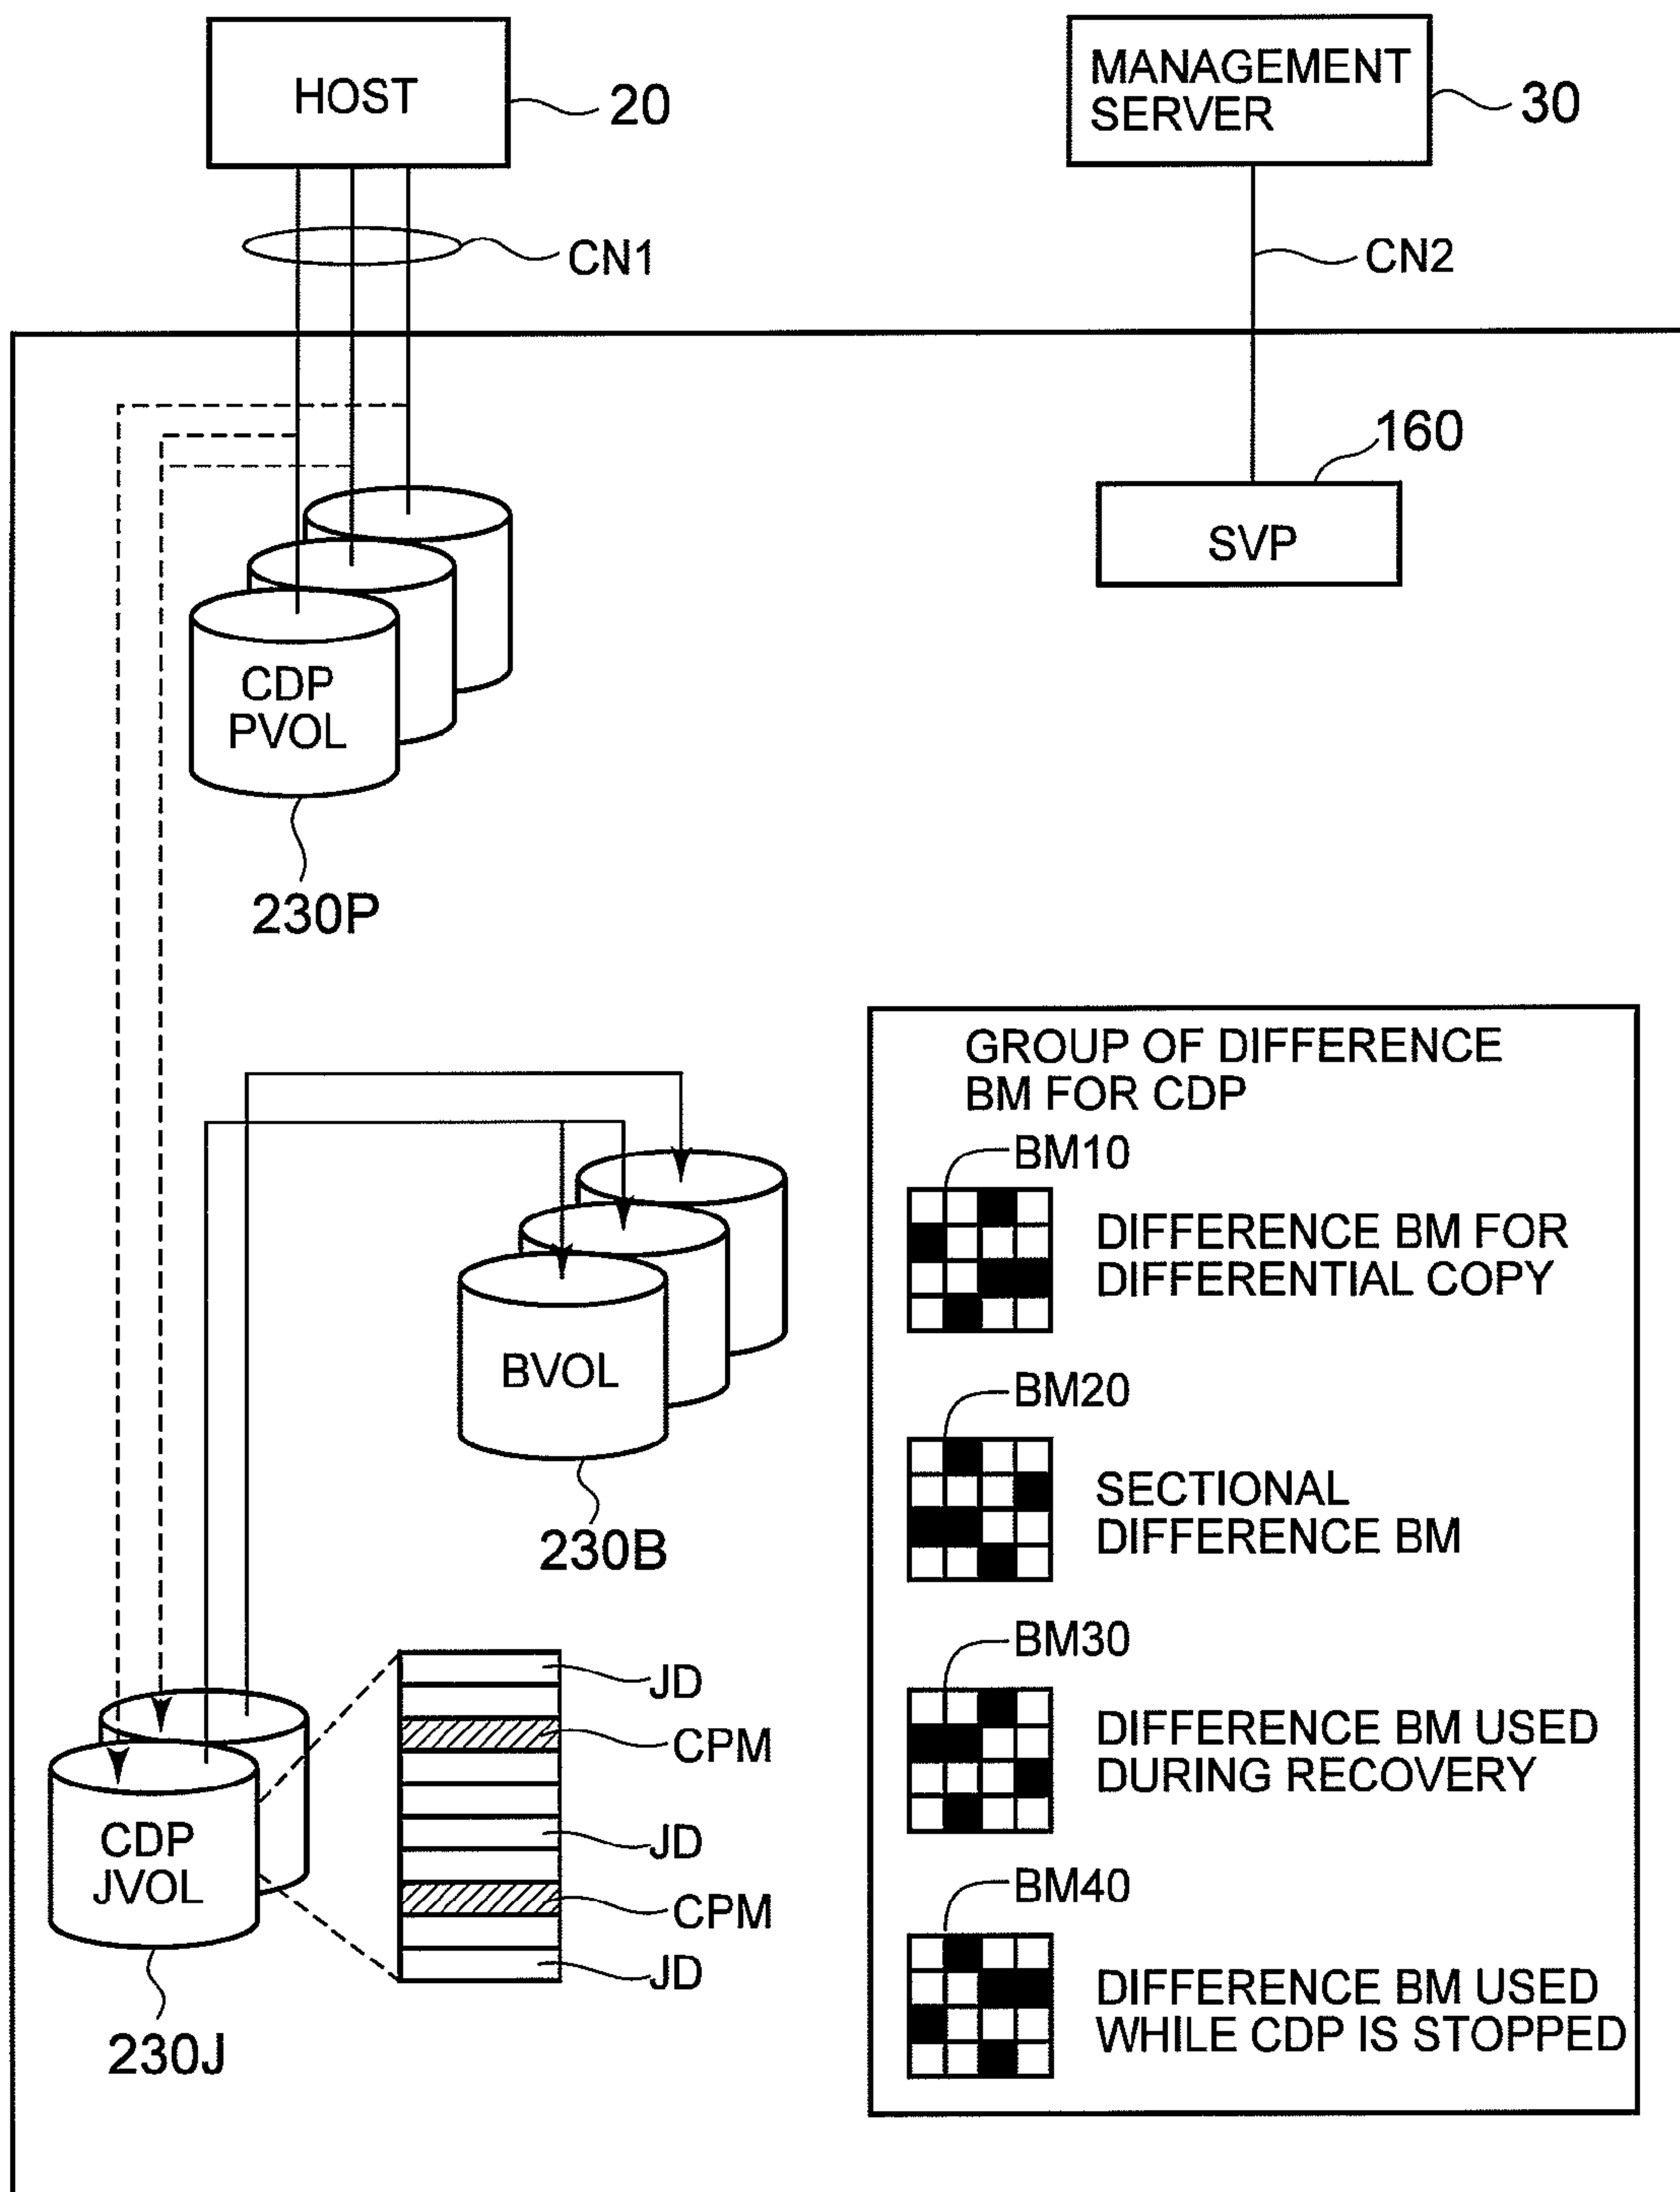 HOST
20
MANAGEMENT
SERVER
30
CN1
CN2
160
SVP
CDP
PVOL
230P
BVOL
230B
JD
CPM
JD
CPM
JD
CDP
JVOL
230J
GROUP OF DIFFERENCE
BM FOR CDP
BM10
DIFFERENCE BM FOR
DIFFERENTIAL COPY
BM20
SECTIONAL
DIFFERENCE BM
BM30
DIFFERENCE BM USED
DURING RECOVERY
BM40
DIFFERENCE BM USED
WHILE CDP IS STOPPED